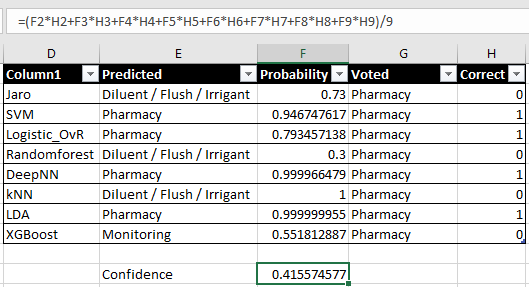 =(F2*H2+F3*H3+F4*H4+F5*H5+F6*H6+F7*H7+F8*H8+F9*H9)/9
D E F G H
Column1 Predicted Probability Voted Correct
Jaro Diluent / Flush / Irrigant 0.73 Pharmacy 0
SVM Pharmacy 0.946747617 Pharmacy 1
Logistic_OvR Pharmacy 0.793457138 Pharmacy 1
Randomforest Diluent / Flush / Irrigant 0.3 Pharmacy 0
DeepNN Pharmacy 0.999966479 Pharmacy 1
kNN Diluent / Flush / Irrigant 1 Pharmacy 0
LDA Pharmacy 0.999999955 Pharmacy 1
XGBoost Monitoring 0.551812887 Pharmacy 0
Confidence 0.415574577